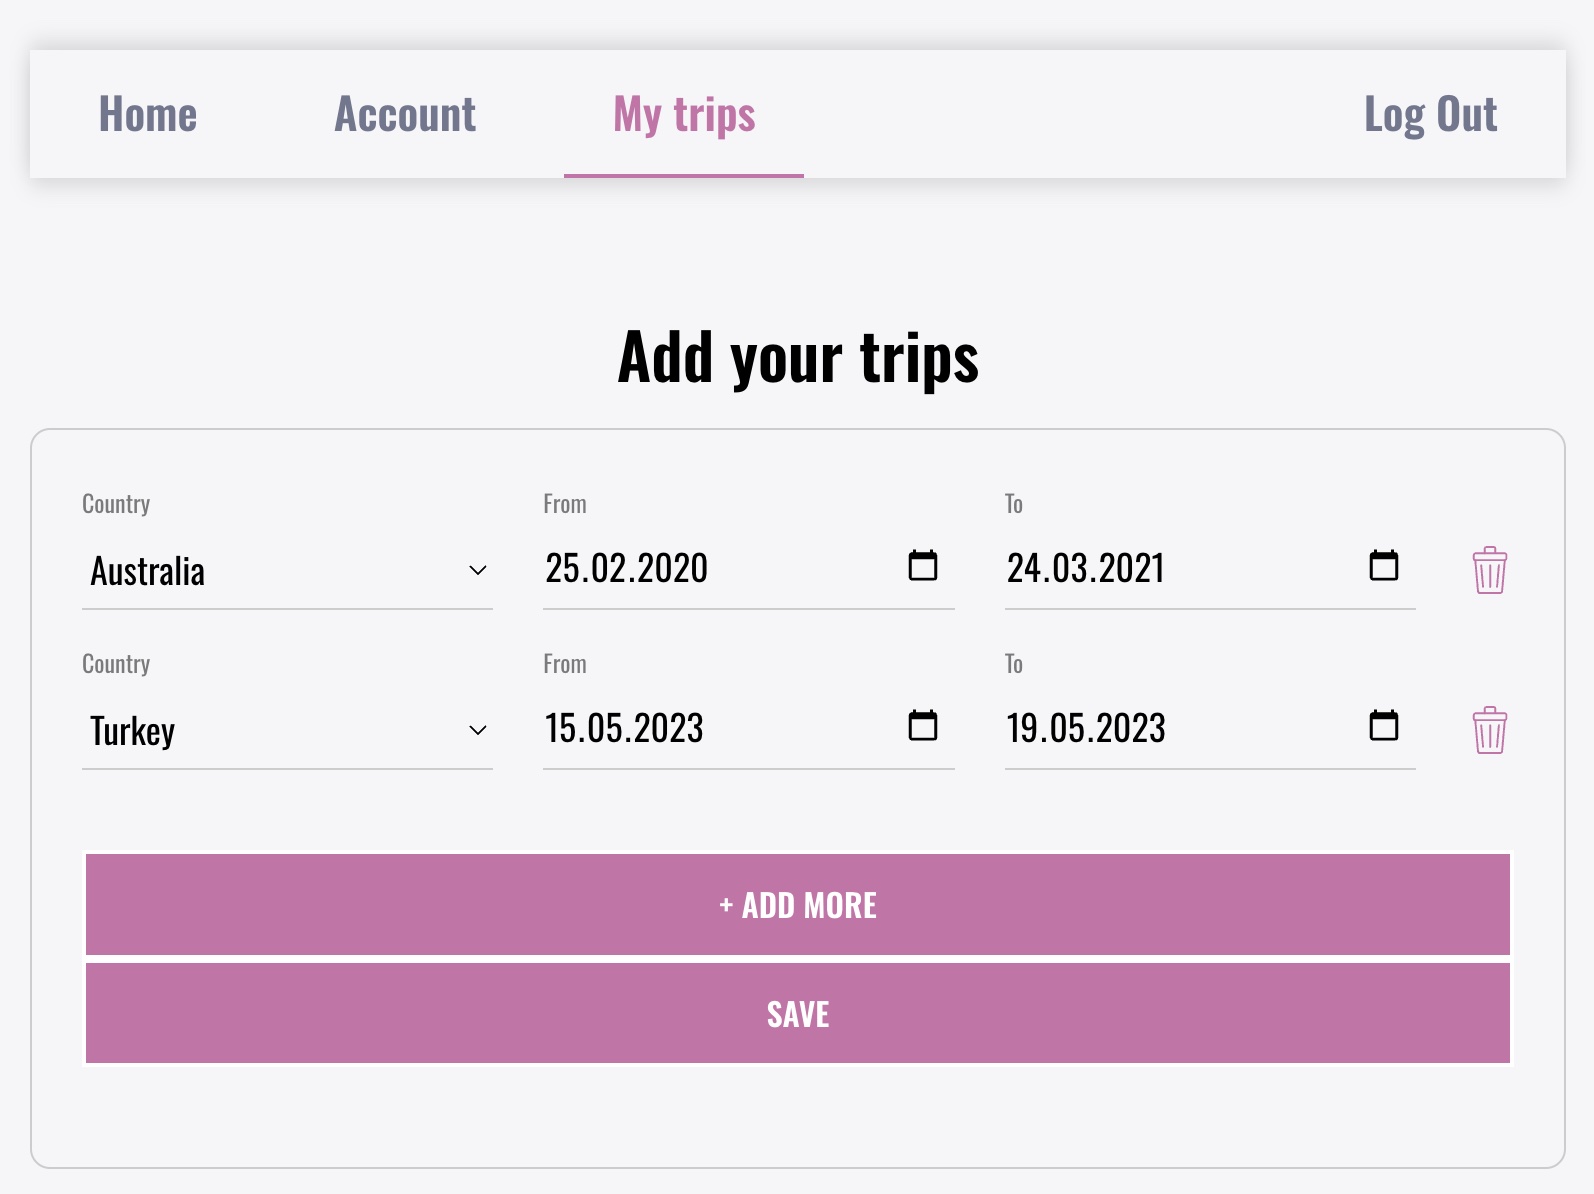 Home Account My trips Log Out
Add your trips
Country From To
Australia 25.02.2020 24.03.2021
Country From To
Turkey 15.05.2023 19.05.2023
+ ADD MORE
SAVE